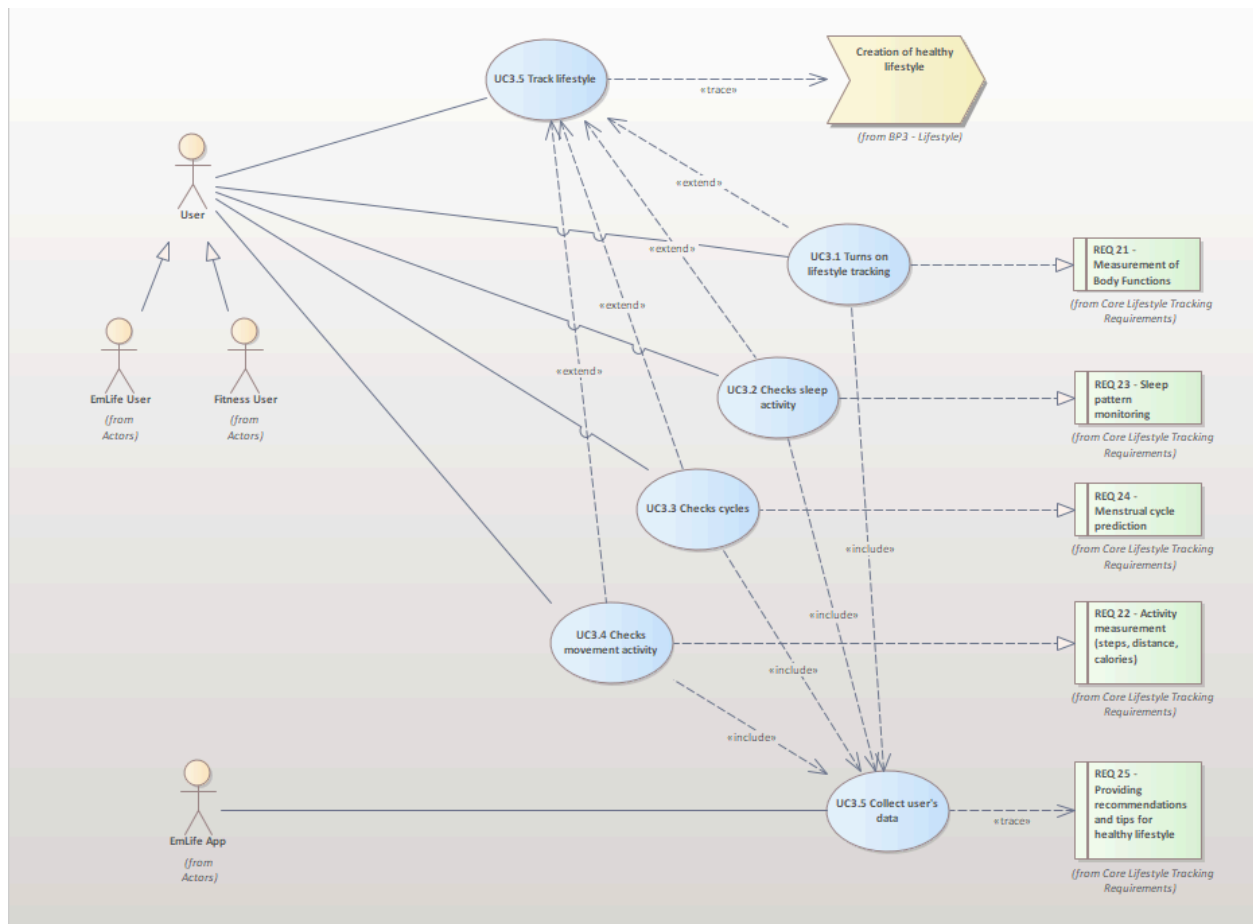 UC3.5 Track lifestyle
«trace»
Creation of healthy
lifestyle
(from BP3 - Lifestyle)
User
«extend»
«extend»
«extend»
«extend»
UC3.1 Turns on
lifestyle tracking
REQ 21 -
Measurement of
Body Functions
(from Core Lifestyle Tracking
Requirements)
EmLife User
(from
Actors)
Fitness User
(from
Actors)
UC3.2 Checks sleep
activity
REQ 23 - Sleep
pattern
monitoring
(from Core Lifestyle Tracking
Requirements)
UC3.3 Checks cycles
REQ 24 -
Menstrual cycle
prediction
(from Core Lifestyle Tracking
Requirements)
«include»
«include»
«include»
«include»
UC3.4 Checks
movement activity
REQ 22 - Activity
measurement
(steps, distance,
calories)
(from Core Lifestyle Tracking
Requirements)
EmLife App
(from
Actors)
UC3.5 Collect user's
data
«trace»
REQ 25 -
Providing
recommendations
and tips for
healthy lifestyle
(from Core Lifestyle Tracking
Requirements)